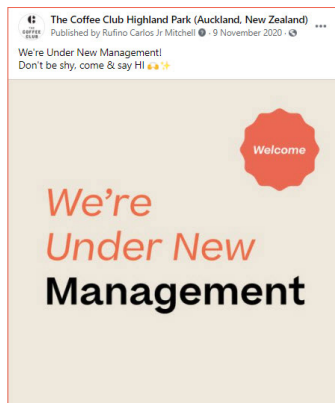 THE
COFFEE
CLUB
The Coffee Club Highland Park (Auckland, New Zealand)
Published by Rufino Carlos Jr Mitchell · 9 November 2020 ·
We're Under New Management!
Don't be shy, come & say HI 🙌✨
Welcome
We're
Under New
Management